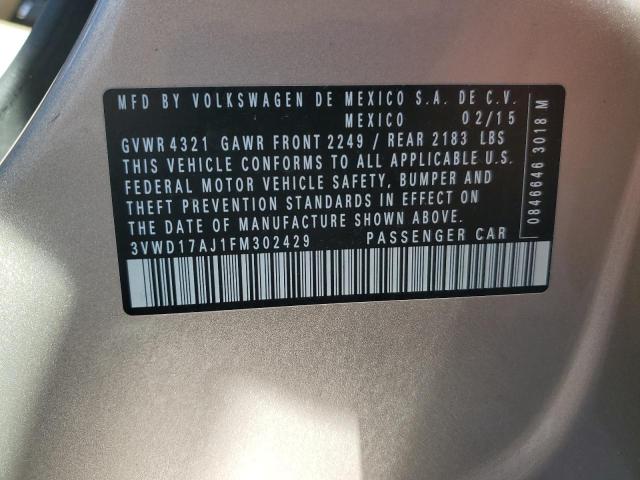 MFD BY VOLKSWAGEN DE MEXICO S.A. DE C.V.
MEXICO 02/15
GVWR 4321 GAWR FRONT 2249 / REAR 2183 LBS
THIS VEHICLE CONFORMS TO ALL APPLICABLE U.S.
FEDERAL MOTOR VEHICLE SAFETY, BUMPER AND
THEFT PREVENTION STANDARDS IN EFFECT ON
THE DATE OF MANUFACTURE SHOWN ABOVE.
3VWD17AJ1FM302429 PASSENGER CAR
0846646 3018 M